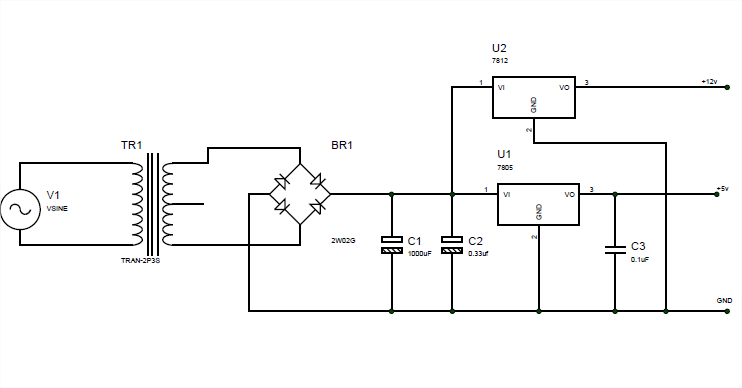 U2
7812
1
VI
VO
3
+12v
GND
2
TR1
BR1
U1
7805
V1
VSINE
1
VI
VO
3
+5v
GND
2
2W02G
C1
1000uF
C2
0.33uf
C3
0.1uF
TRAN-2P3S
GND